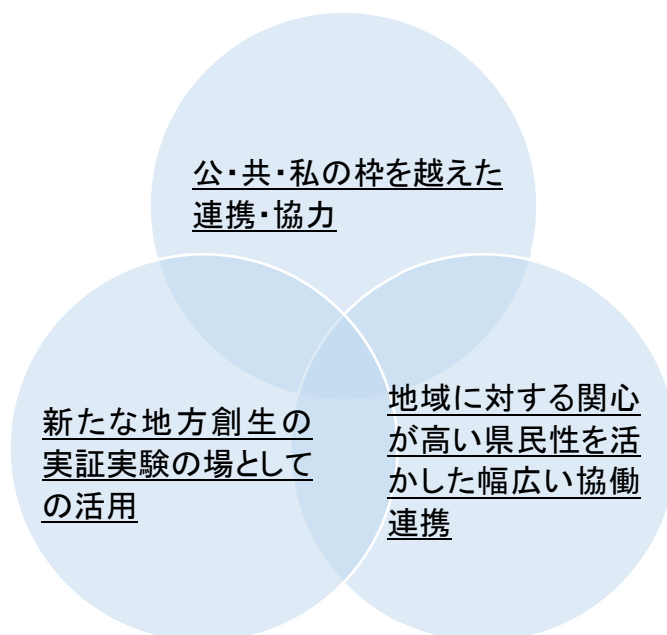 公・共・私の枠を越えた
連携・協力
新たな地方創生の
実証実験の場として
の活用
地域に対する関心
が高い県民性を活
かした幅広い協働
連携